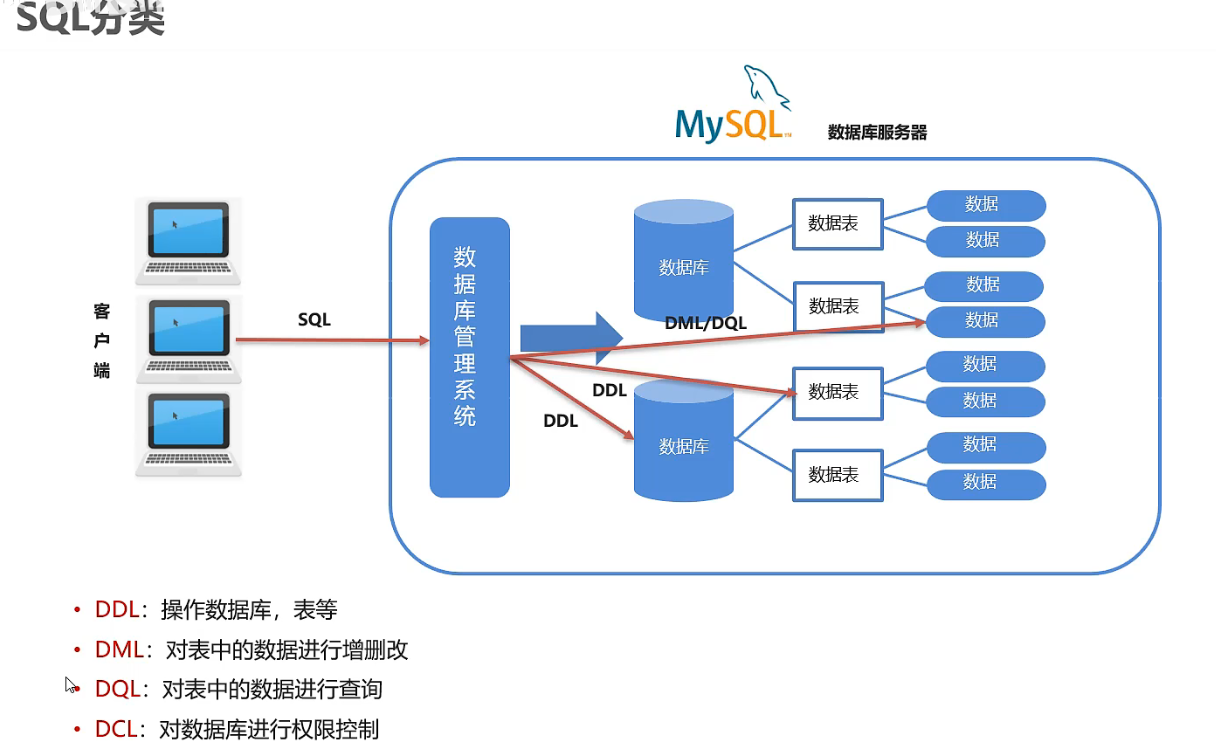 SQL分类
MySQL™
数据库服务器
客户端
SQL
数据库管理系统
数据库
数据表
数据
数据
数据表
数据
数据
DML/DQL
DDL
DDL
数据库
数据表
数据
数据
数据表
数据
数据
• DDL：操作数据库，表等
• DML：对表中的数据进行增删改
• DQL：对表中的数据进行查询
• DCL：对数据库进行权限控制